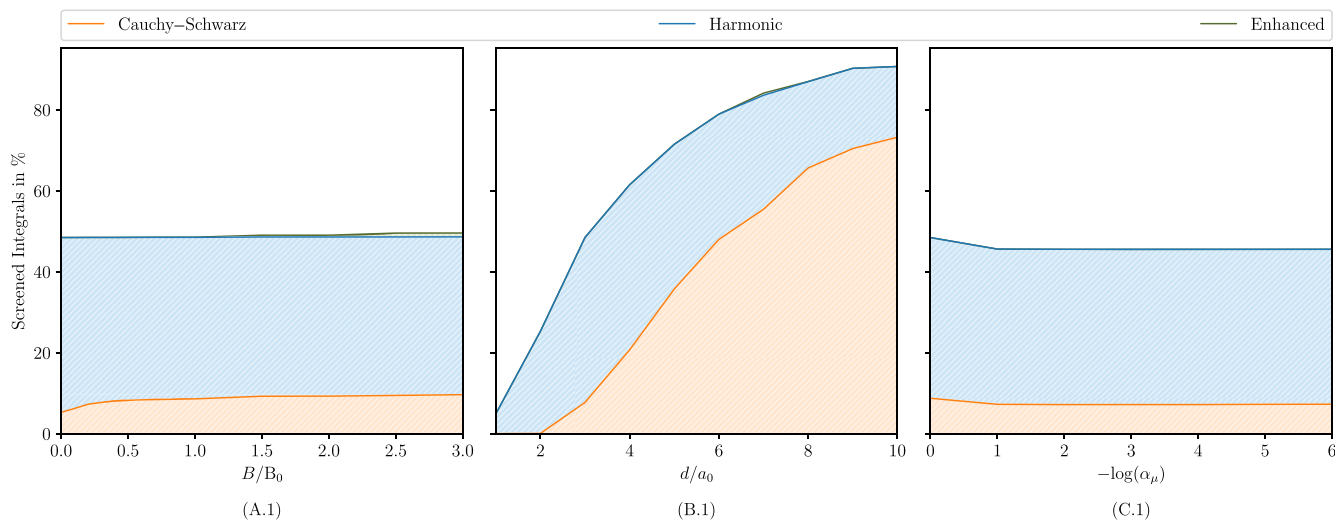 Cauchy–Schwarz Harmonic Enhanced
Screened Integrals in %
80
60
40
20
0
0.0 0.5 1.0 1.5 2.0 2.5 3.0
2 4 6 8 10
0 1 2 3 4 5 6
B/B₀ d/a₀ −log(αμ)
(A.1) (B.1) (C.1)